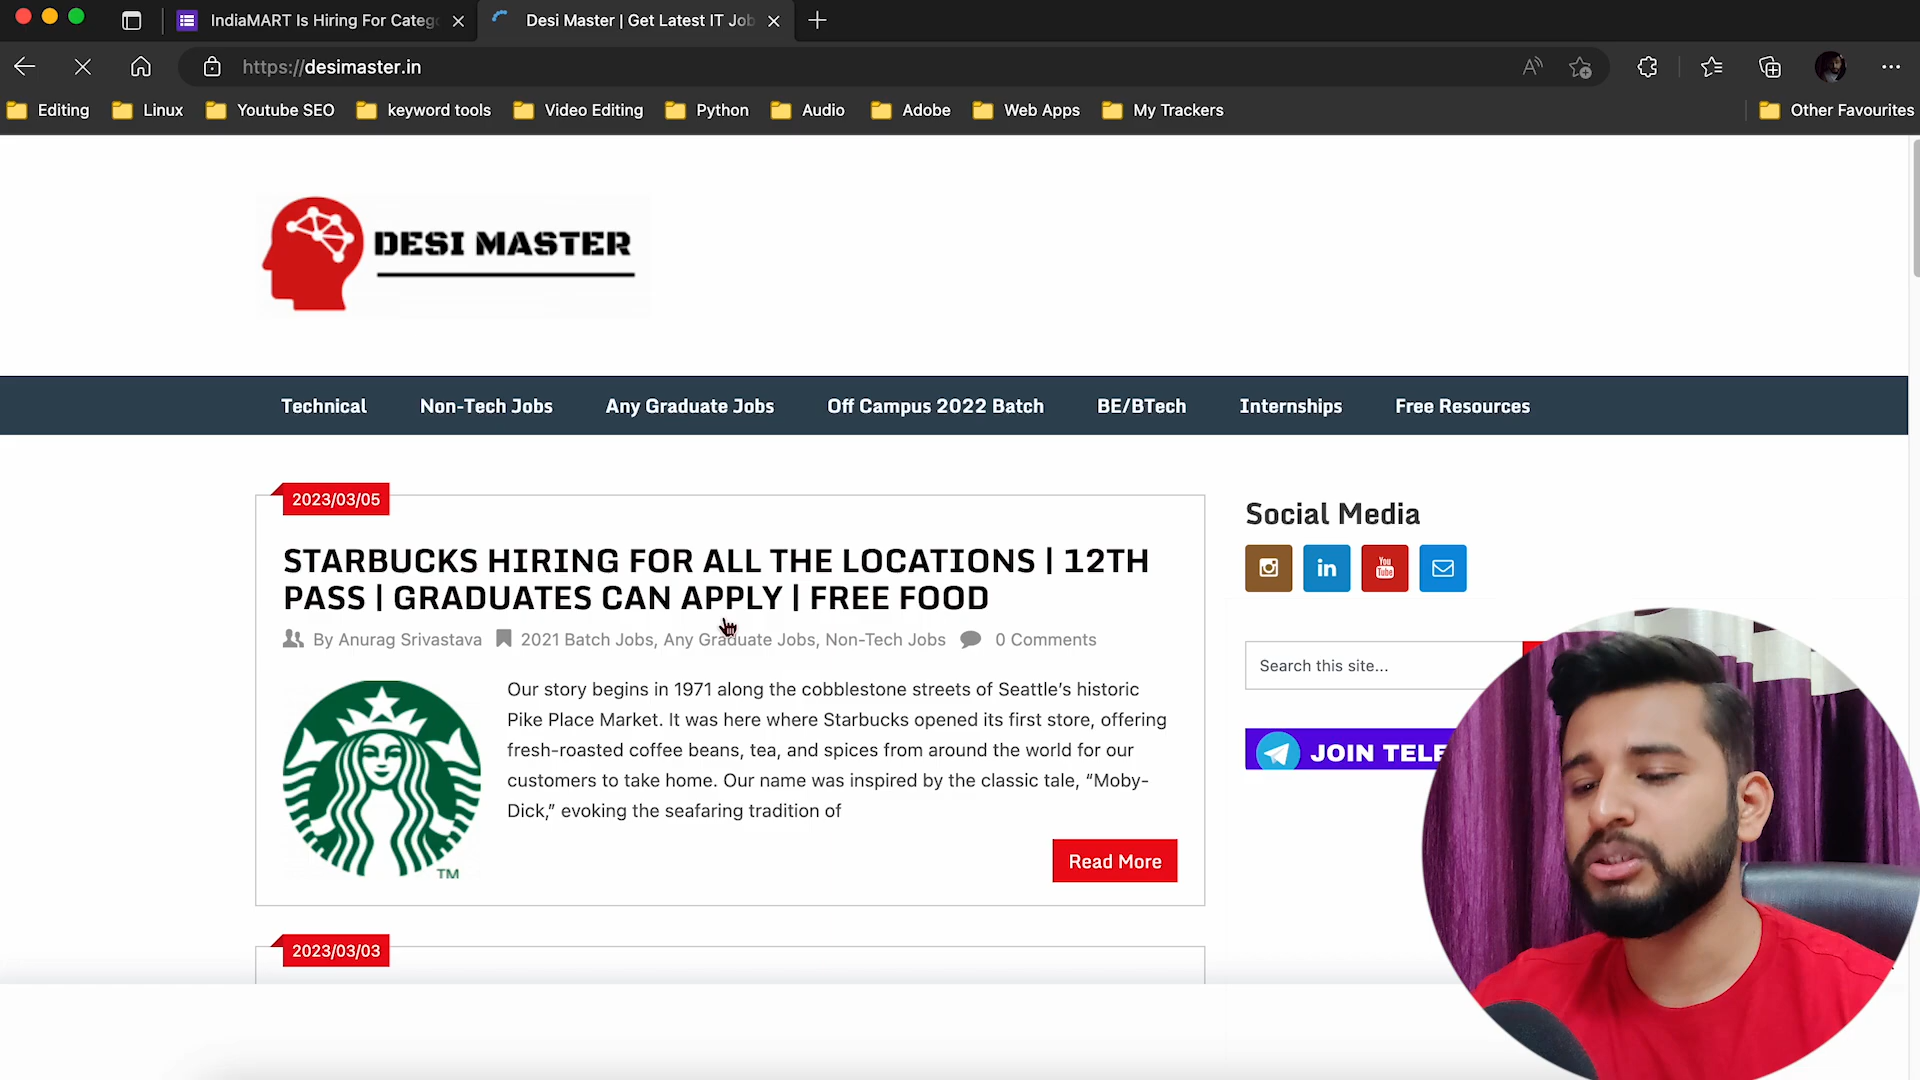 IndiaMART Is Hiring For Categ
Desi Master | Get Latest IT Job
https://desimaster.in
Editing
Linux
Youtube SEO
keyword tools
Video Editing
Python
Audio
Adobe
Web Apps
My Trackers
Other Favourites
DESI MASTER
Technical
Non-Tech Jobs
Any Graduate Jobs
Off Campus 2022 Batch
BE/BTech
Internships
Free Resources
2023/03/05
STARBUCKS HIRING FOR ALL THE LOCATIONS | 12TH
PASS | GRADUATES CAN APPLY | FREE FOOD
By Anurag Srivastava 2021 Batch Jobs, Any Graduate Jobs, Non-Tech Jobs 0 Comments
Our story begins in 1971 along the cobblestone streets of Seattle's historic
Pike Place Market. It was here where Starbucks opened its first store, offering
fresh-roasted coffee beans, tea, and spices from around the world for our
customers to take home. Our name was inspired by the classic tale, “Moby-
Dick,” evoking the seafaring tradition of
TM
Read More
2023/03/03
Social Media
in
You
Tube
Search this site...
JOIN TELE